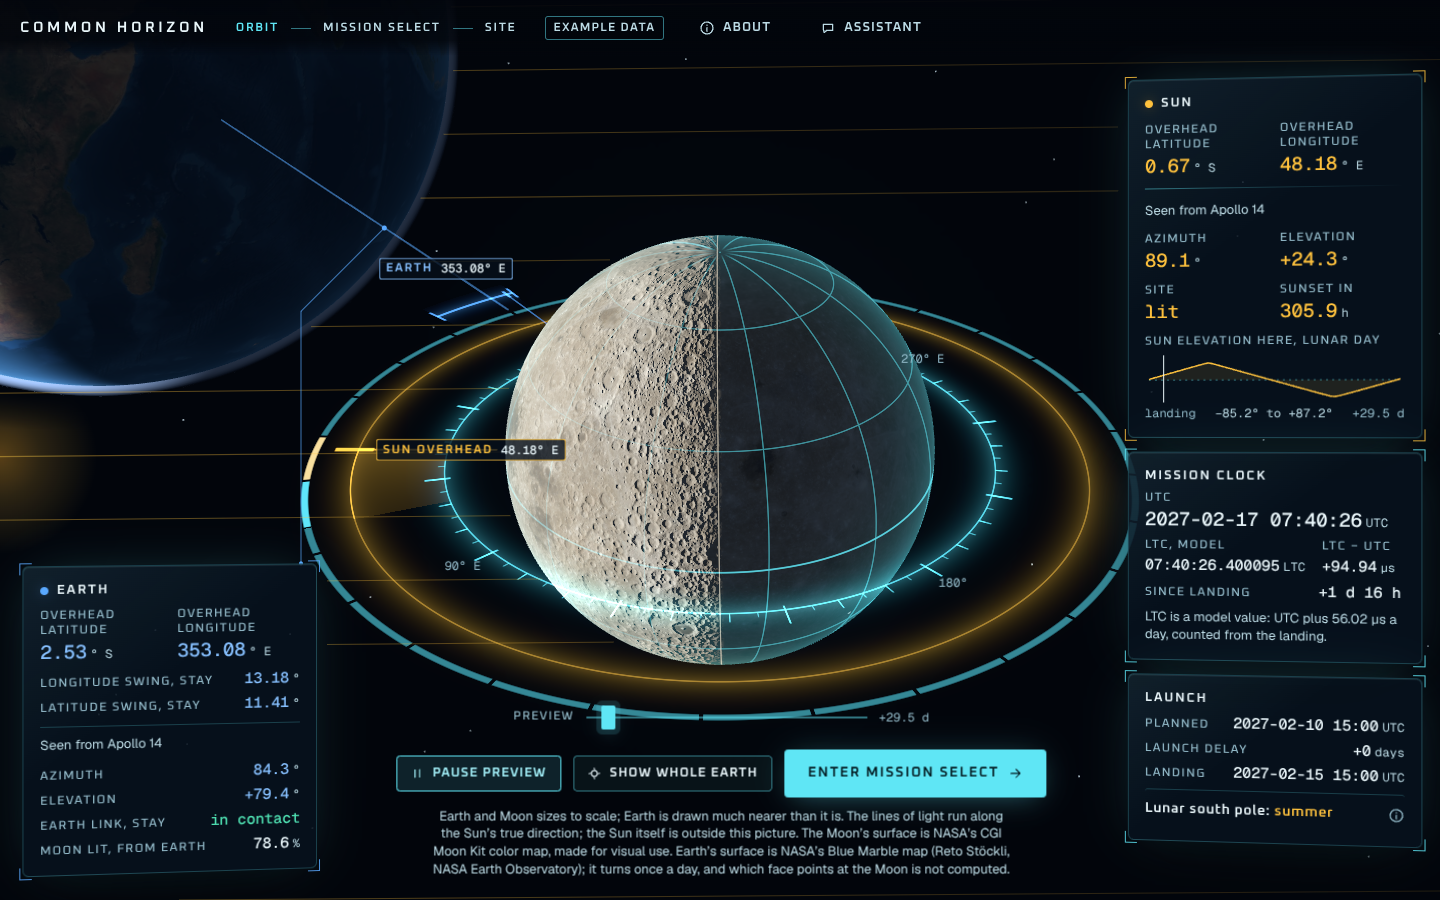 COMMON HORIZON
ORBIT MISSION SELECT SITE EXAMPLE DATA ABOUT ASSISTANT
SUN
OVERHEAD LATITUDE
0.67° S
OVERHEAD LONGITUDE
48.18° E
Seen from Apollo 14
AZIMUTH
89.1°
ELEVATION
+24.3°
SITE
lit
SUNSET IN
305.9 h
SUN ELEVATION HERE, LUNAR DAY
landing −85.2° to +87.2° +29.5 d
EARTH 353.08° E
SUN OVERHEAD 48.18° E
270° E
90° E
180°
MISSION CLOCK
UTC
2027-02-17 07:40:26 UTC
LTC, MODEL
07:40:26.400095 LTC
LTC − UTC
+94.94 µs
SINCE LANDING +1 d 16 h
LTC is a model value: UTC plus 56.02 µs a
day, counted from the landing.
EARTH
OVERHEAD LATITUDE
2.53° S
OVERHEAD LONGITUDE
353.08° E
LONGITUDE SWING, STAY 13.18°
LATITUDE SWING, STAY 11.41°
Seen from Apollo 14
AZIMUTH 84.3°
ELEVATION +79.4°
EARTH LINK, STAY in contact
MOON LIT, FROM EARTH 78.6%
LAUNCH
PLANNED 2027-02-10 15:00 UTC
LAUNCH DELAY +0 days
LANDING 2027-02-15 15:00 UTC
Lunar south pole: summer
PREVIEW +29.5 d
PAUSE PREVIEW SHOW WHOLE EARTH ENTER MISSION SELECT →
Earth and Moon sizes to scale; Earth is drawn much nearer than it is. The lines of light run along
the Sun's true direction; the Sun itself is outside this picture. The Moon's surface is NASA's CGI
Moon Kit color map, made for visual use. Earth's surface is NASA's Blue Marble map (Reto Stöckli,
NASA Earth Observatory); it turns once a day, and which face points at the Moon is not computed.